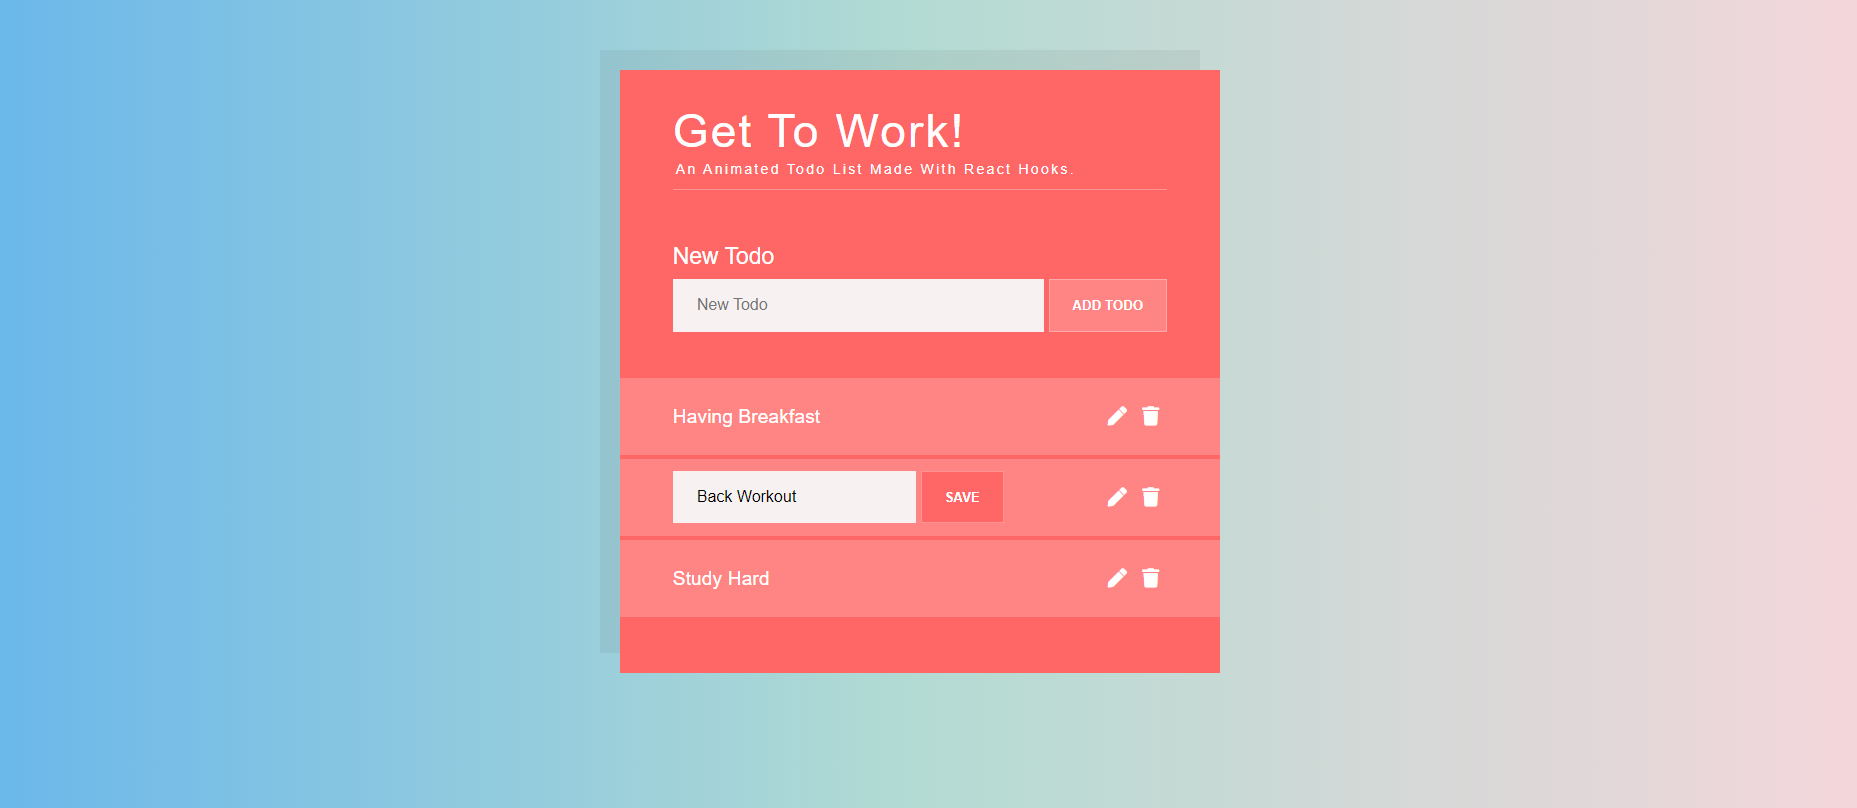 Get To Work!
An Animated Todo List Made With React Hooks.
New Todo
New Todo
ADD TODO
Having Breakfast
Back Workout
SAVE
Study Hard